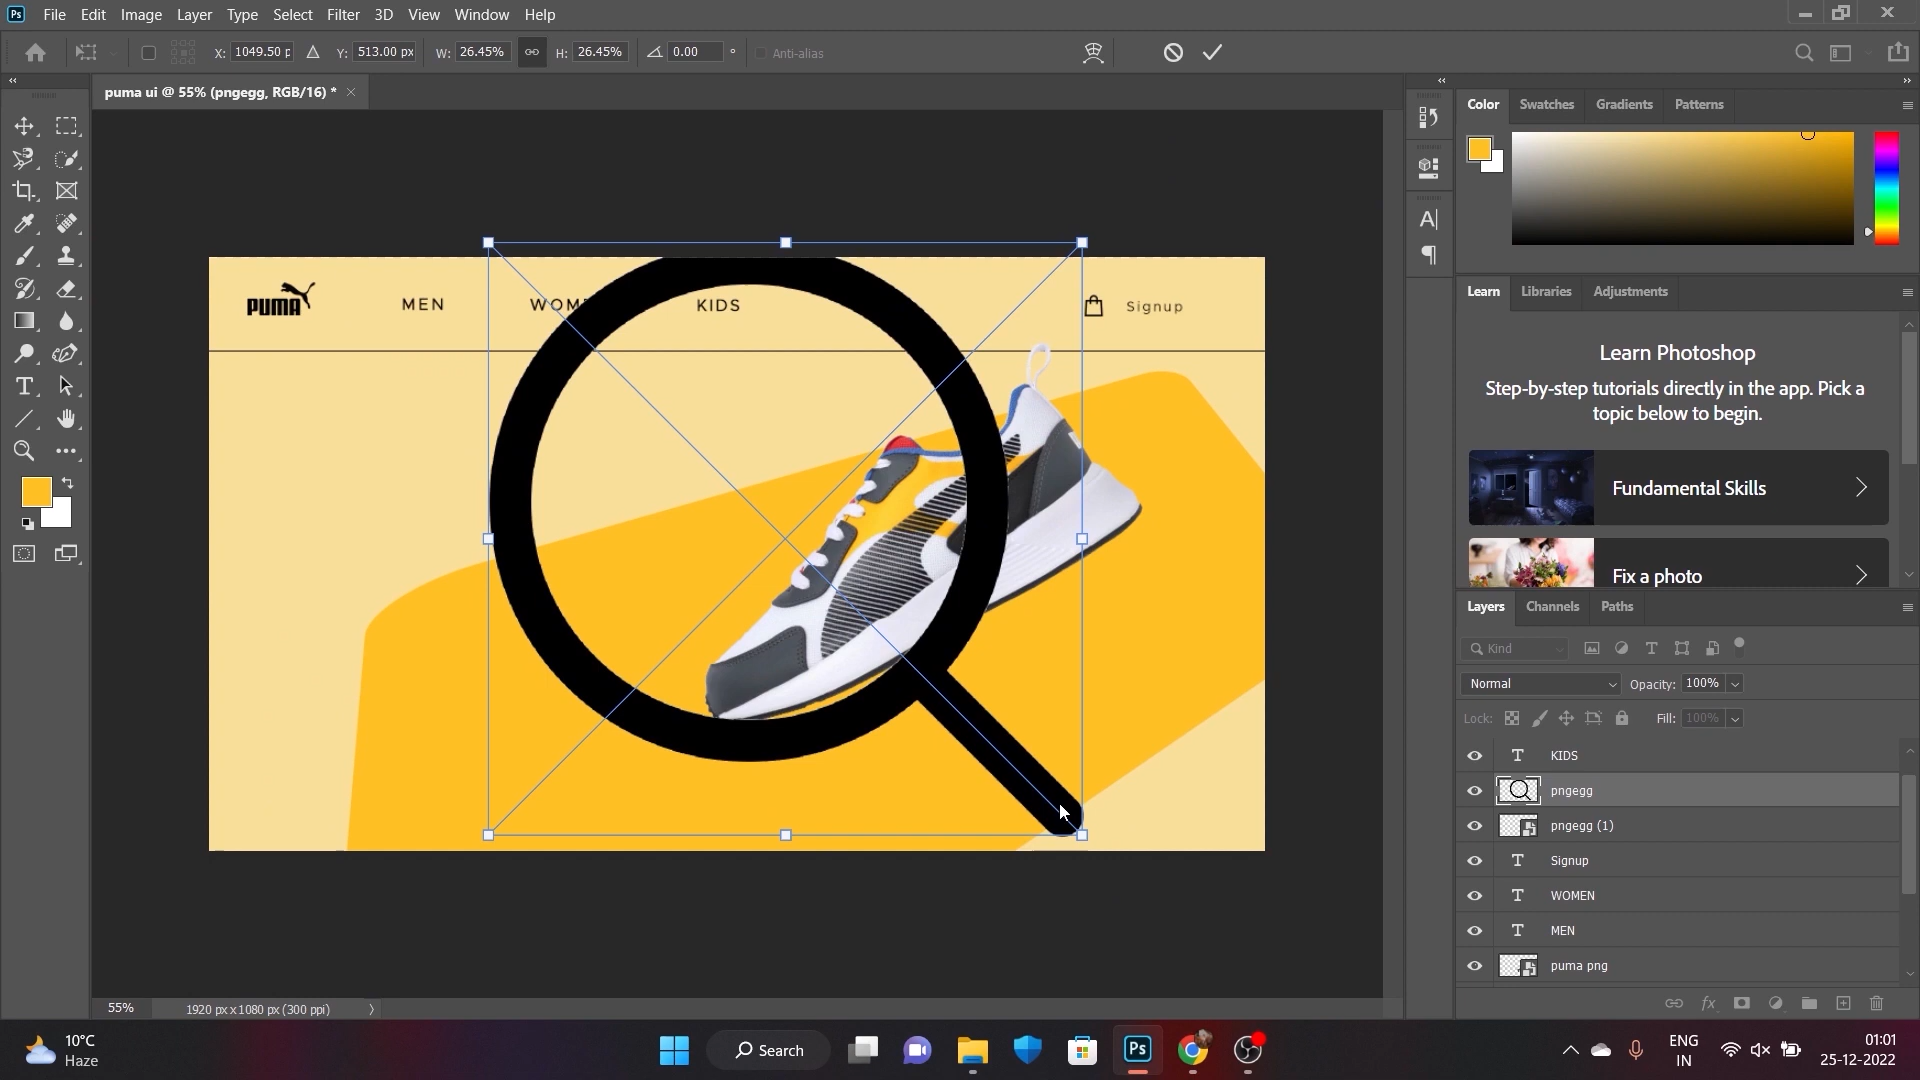 Ps File Edit Image Layer Type Select Filter 3D View Window Help
X: 1049.50 p Y: 513.00 px W: 26.45% H: 26.45% 0.00 ° Anti-alias
puma ui @ 55% (pngegg, RGB/16) * ×
Color Swatches Gradients Patterns
Learn Libraries Adjustments
Learn Photoshop
Step-by-step tutorials directly in the app. Pick a
topic below to begin.
Fundamental Skills
Fix a photo
PUMA MEN WOME KIDS Signup
Layers Channels Paths
Kind
Normal Opacity: 100%
Lock: Fill: 100%
T KIDS
pngegg
pngegg (1)
T Signup
T WOMEN
T MEN
puma png
fx
55% 1920 px x 1080 px (300 ppi)
10°C
Haze
Search
Ps
ENG
IN
01:01
25-12-2022